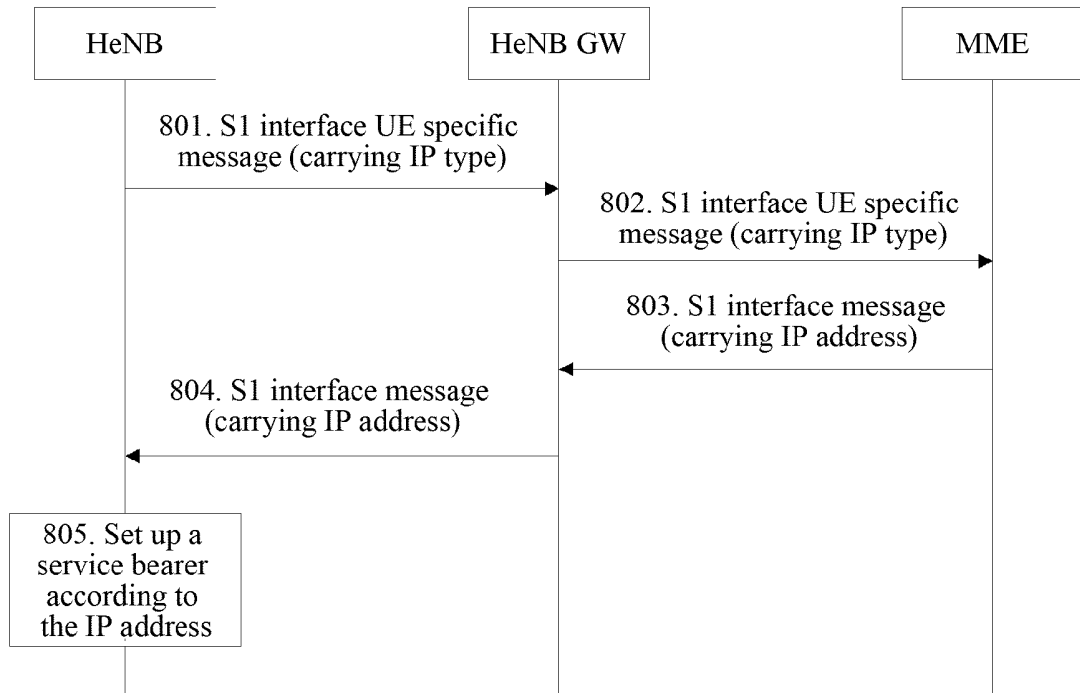 HeNB
HeNB GW
MME
801. S1 interface UE specific
message (carrying IP type)
802. S1 interface UE specific
message (carrying IP type)
803. S1 interface message
(carrying IP address)
804. S1 interface message
(carrying IP address)
805. Set up a
service bearer
according to
the IP address